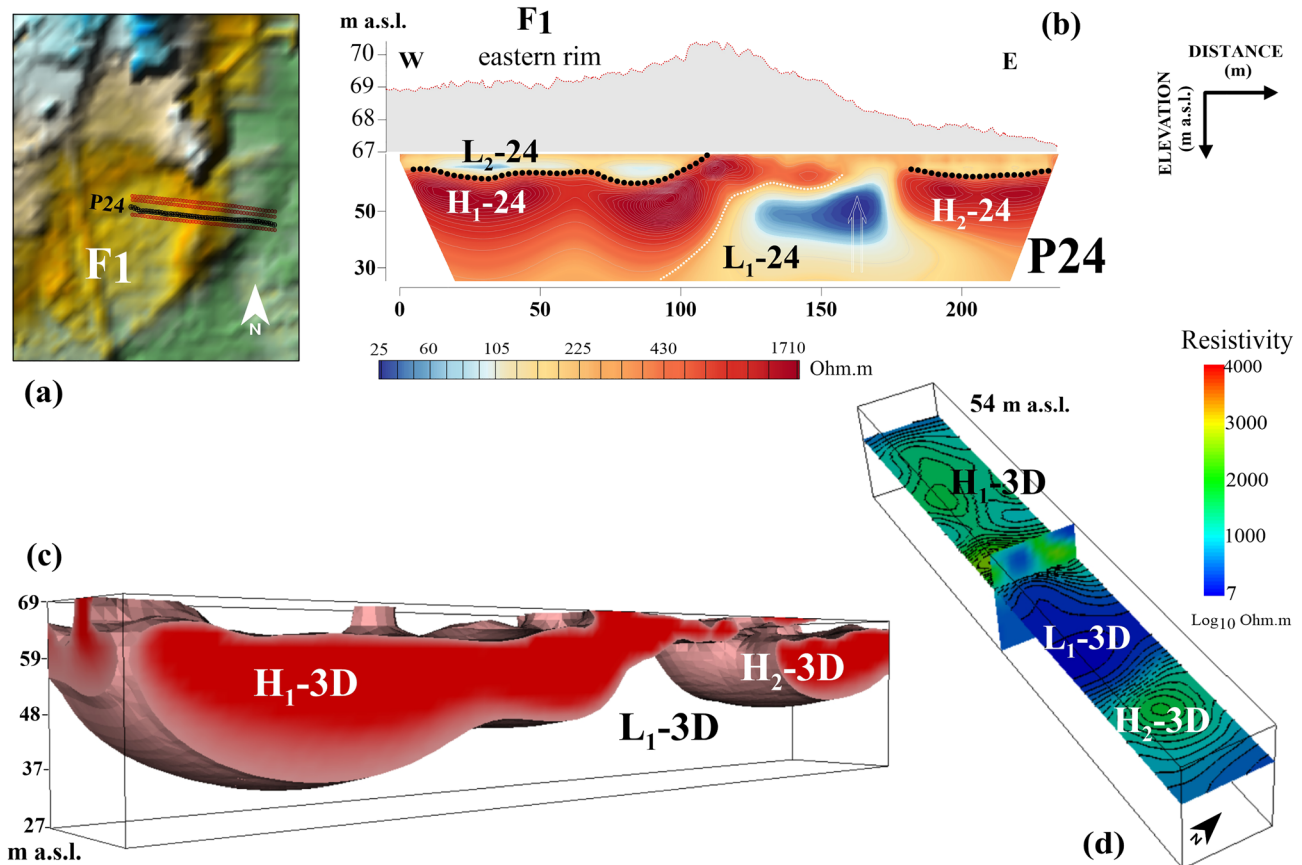 P24
F1
N
(a)
m a.s.l.
F1
eastern rim
(b)
W
E
70
69
68
67
50
30
L₂-24
H₁-24
H₂-24
L₁-24
P24
0
50
100
150
200
25
60
105
225
430
1710
Ohm.m
DISTANCE
(m)
ELEVATION
(m a.s.l.)
(c)
69
59
48
37
27
m a.s.l.
H₁-3D
H₂-3D
L₁-3D
54 m a.s.l.
H₁-3D
L₁-3D
H₂-3D
N
(d)
Resistivity
4000
3000
2000
1000
7
Log₁₀ Ohm.m